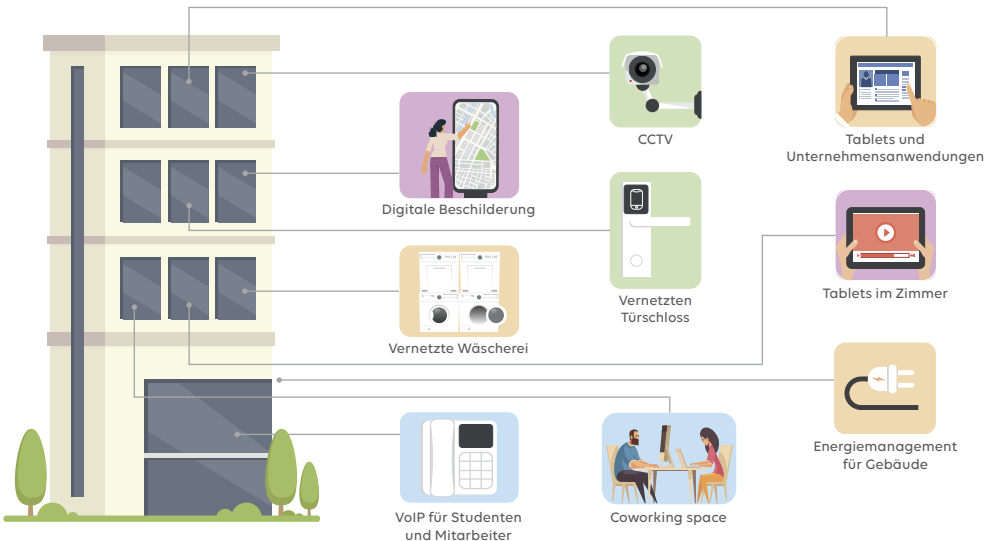 CCTV
Tablets und
Unternehmensanwendungen
Digitale Beschilderung
Vernetzten
Türschloss
Tablets im Zimmer
Vernetzte Wäscherei
Energiemanagement
für Gebäude
VoIP für Studenten
und Mitarbeiter
Coworking space